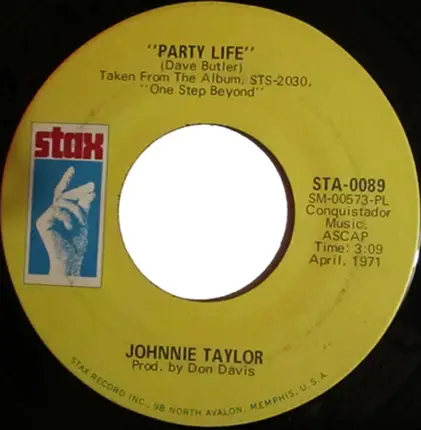 "PARTY LIFE"
(Dave Butler)
Taken From The Album, STS-2030,
"One Step Beyond"
stax
STA-0089
SM-00573-PL
Conquistador
Music,
ASCAP
Time: 3:09
April, 1971
JOHNNIE TAYLOR
Prod. by Don Davis
STAX RECORD INC., 98 NORTH AVALON, MEMPHIS, U.S.A.